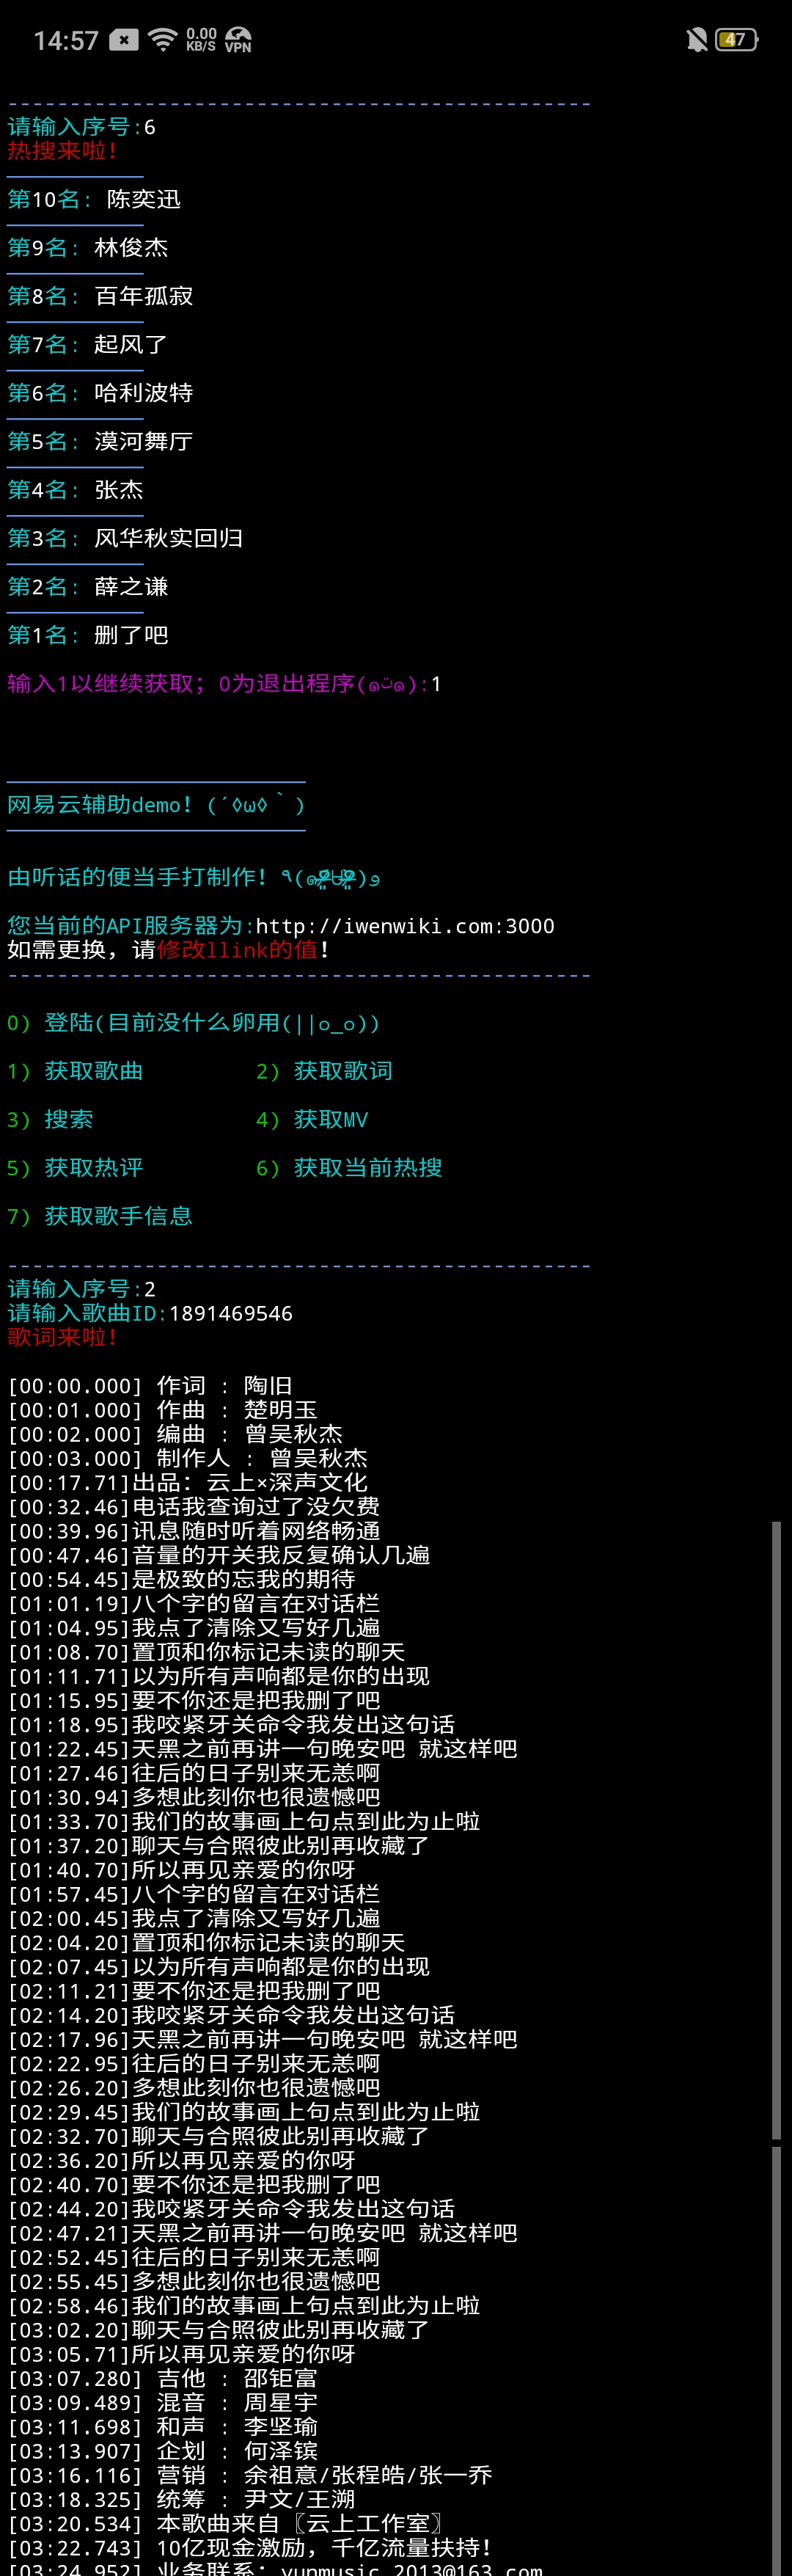 14:57 0.00 KB/S VPN 47
-----------------------------------------------
请输入序号:6
热搜来啦！
———————————
第10名: 陈奕迅
———————————
第9名: 林俊杰
———————————
第8名: 百年孤寂
———————————
第7名: 起风了
———————————
第6名: 哈利波特
———————————
第5名: 漠河舞厅
———————————
第4名: 张杰
———————————
第3名: 风华秋实回归
———————————
第2名: 薛之谦
———————————
第1名: 删了吧
输入1以继续获取；0为退出程序(๑˙ー˙๑):1
————————————————————————
网易云辅助demo！(´◊ω◊｀)
————————————————————————
由听话的便当手打制作！
您当前的API服务器为:http://iwenwiki.com:3000
如需更换，请修改llink的值！
-----------------------------------------------
0) 登陆(目前没什么卵用(||๐_๐))
1) 获取歌曲 2) 获取歌词
3) 搜索 4) 获取MV
5) 获取热评 6) 获取当前热搜
7) 获取歌手信息
-----------------------------------------------
请输入序号:2
请输入歌曲ID:1891469546
歌词来啦！
[00:00.000] 作词 : 陶旧
[00:01.000] 作曲 : 楚明玉
[00:02.000] 编曲 : 曾吴秋杰
[00:03.000] 制作人 : 曾吴秋杰
[00:17.71]出品：云上×深声文化
[00:32.46]电话我查询过了没欠费
[00:39.96]讯息随时听着网络畅通
[00:47.46]音量的开关我反复确认几遍
[00:54.45]是极致的忘我的期待
[01:01.19]八个字的留言在对话栏
[01:04.95]我点了清除又写好几遍
[01:08.70]置顶和你标记未读的聊天
[01:11.71]以为所有声响都是你的出现
[01:15.95]要不你还是把我删了吧
[01:18.95]我咬紧牙关命令我发出这句话
[01:22.45]天黑之前再讲一句晚安吧 就这样吧
[01:27.46]往后的日子别来无恙啊
[01:30.94]多想此刻你也很遗憾吧
[01:33.70]我们的故事画上句点到此为止啦
[01:37.20]聊天与合照彼此别再收藏了
[01:40.70]所以再见亲爱的你呀
[01:57.45]八个字的留言在对话栏
[02:00.45]我点了清除又写好几遍
[02:04.20]置顶和你标记未读的聊天
[02:07.45]以为所有声响都是你的出现
[02:11.21]要不你还是把我删了吧
[02:14.20]我咬紧牙关命令我发出这句话
[02:17.96]天黑之前再讲一句晚安吧 就这样吧
[02:22.95]往后的日子别来无恙啊
[02:26.20]多想此刻你也很遗憾吧
[02:29.45]我们的故事画上句点到此为止啦
[02:32.70]聊天与合照彼此别再收藏了
[02:36.20]所以再见亲爱的你呀
[02:40.70]要不你还是把我删了吧
[02:44.20]我咬紧牙关命令我发出这句话
[02:47.21]天黑之前再讲一句晚安吧 就这样吧
[02:52.45]往后的日子别来无恙啊
[02:55.45]多想此刻你也很遗憾吧
[02:58.46]我们的故事画上句点到此为止啦
[03:02.20]聊天与合照彼此别再收藏了
[03:05.71]所以再见亲爱的你呀
[03:07.280] 吉他 : 邵钜富
[03:09.489] 混音 : 周星宇
[03:11.698] 和声 : 李坚瑜
[03:13.907] 企划 : 何泽镔
[03:16.116] 营销 : 余祖意/张程皓/张一乔
[03:18.325] 统筹 : 尹文/王溯
[03:20.534] 本歌曲来自〖云上工作室〗
[03:22.743] 10亿现金激励，千亿流量扶持！
[03:24.952] 业务联系：yunmusic_2013@163.com